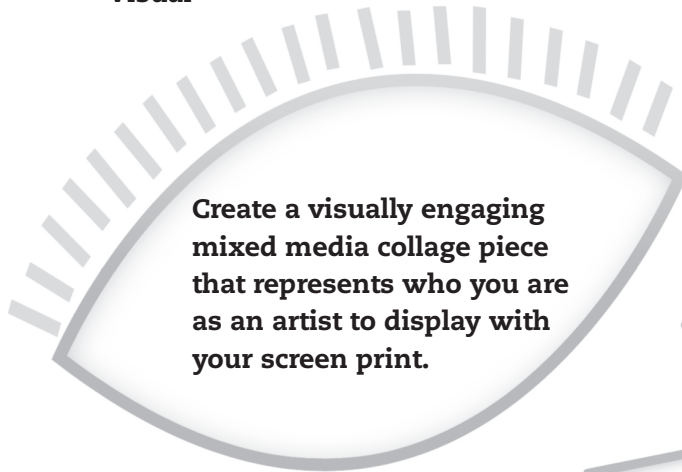 Visual
Create a visually engaging
mixed media collage piece
that represents who you are
as an artist to display with
your screen print.